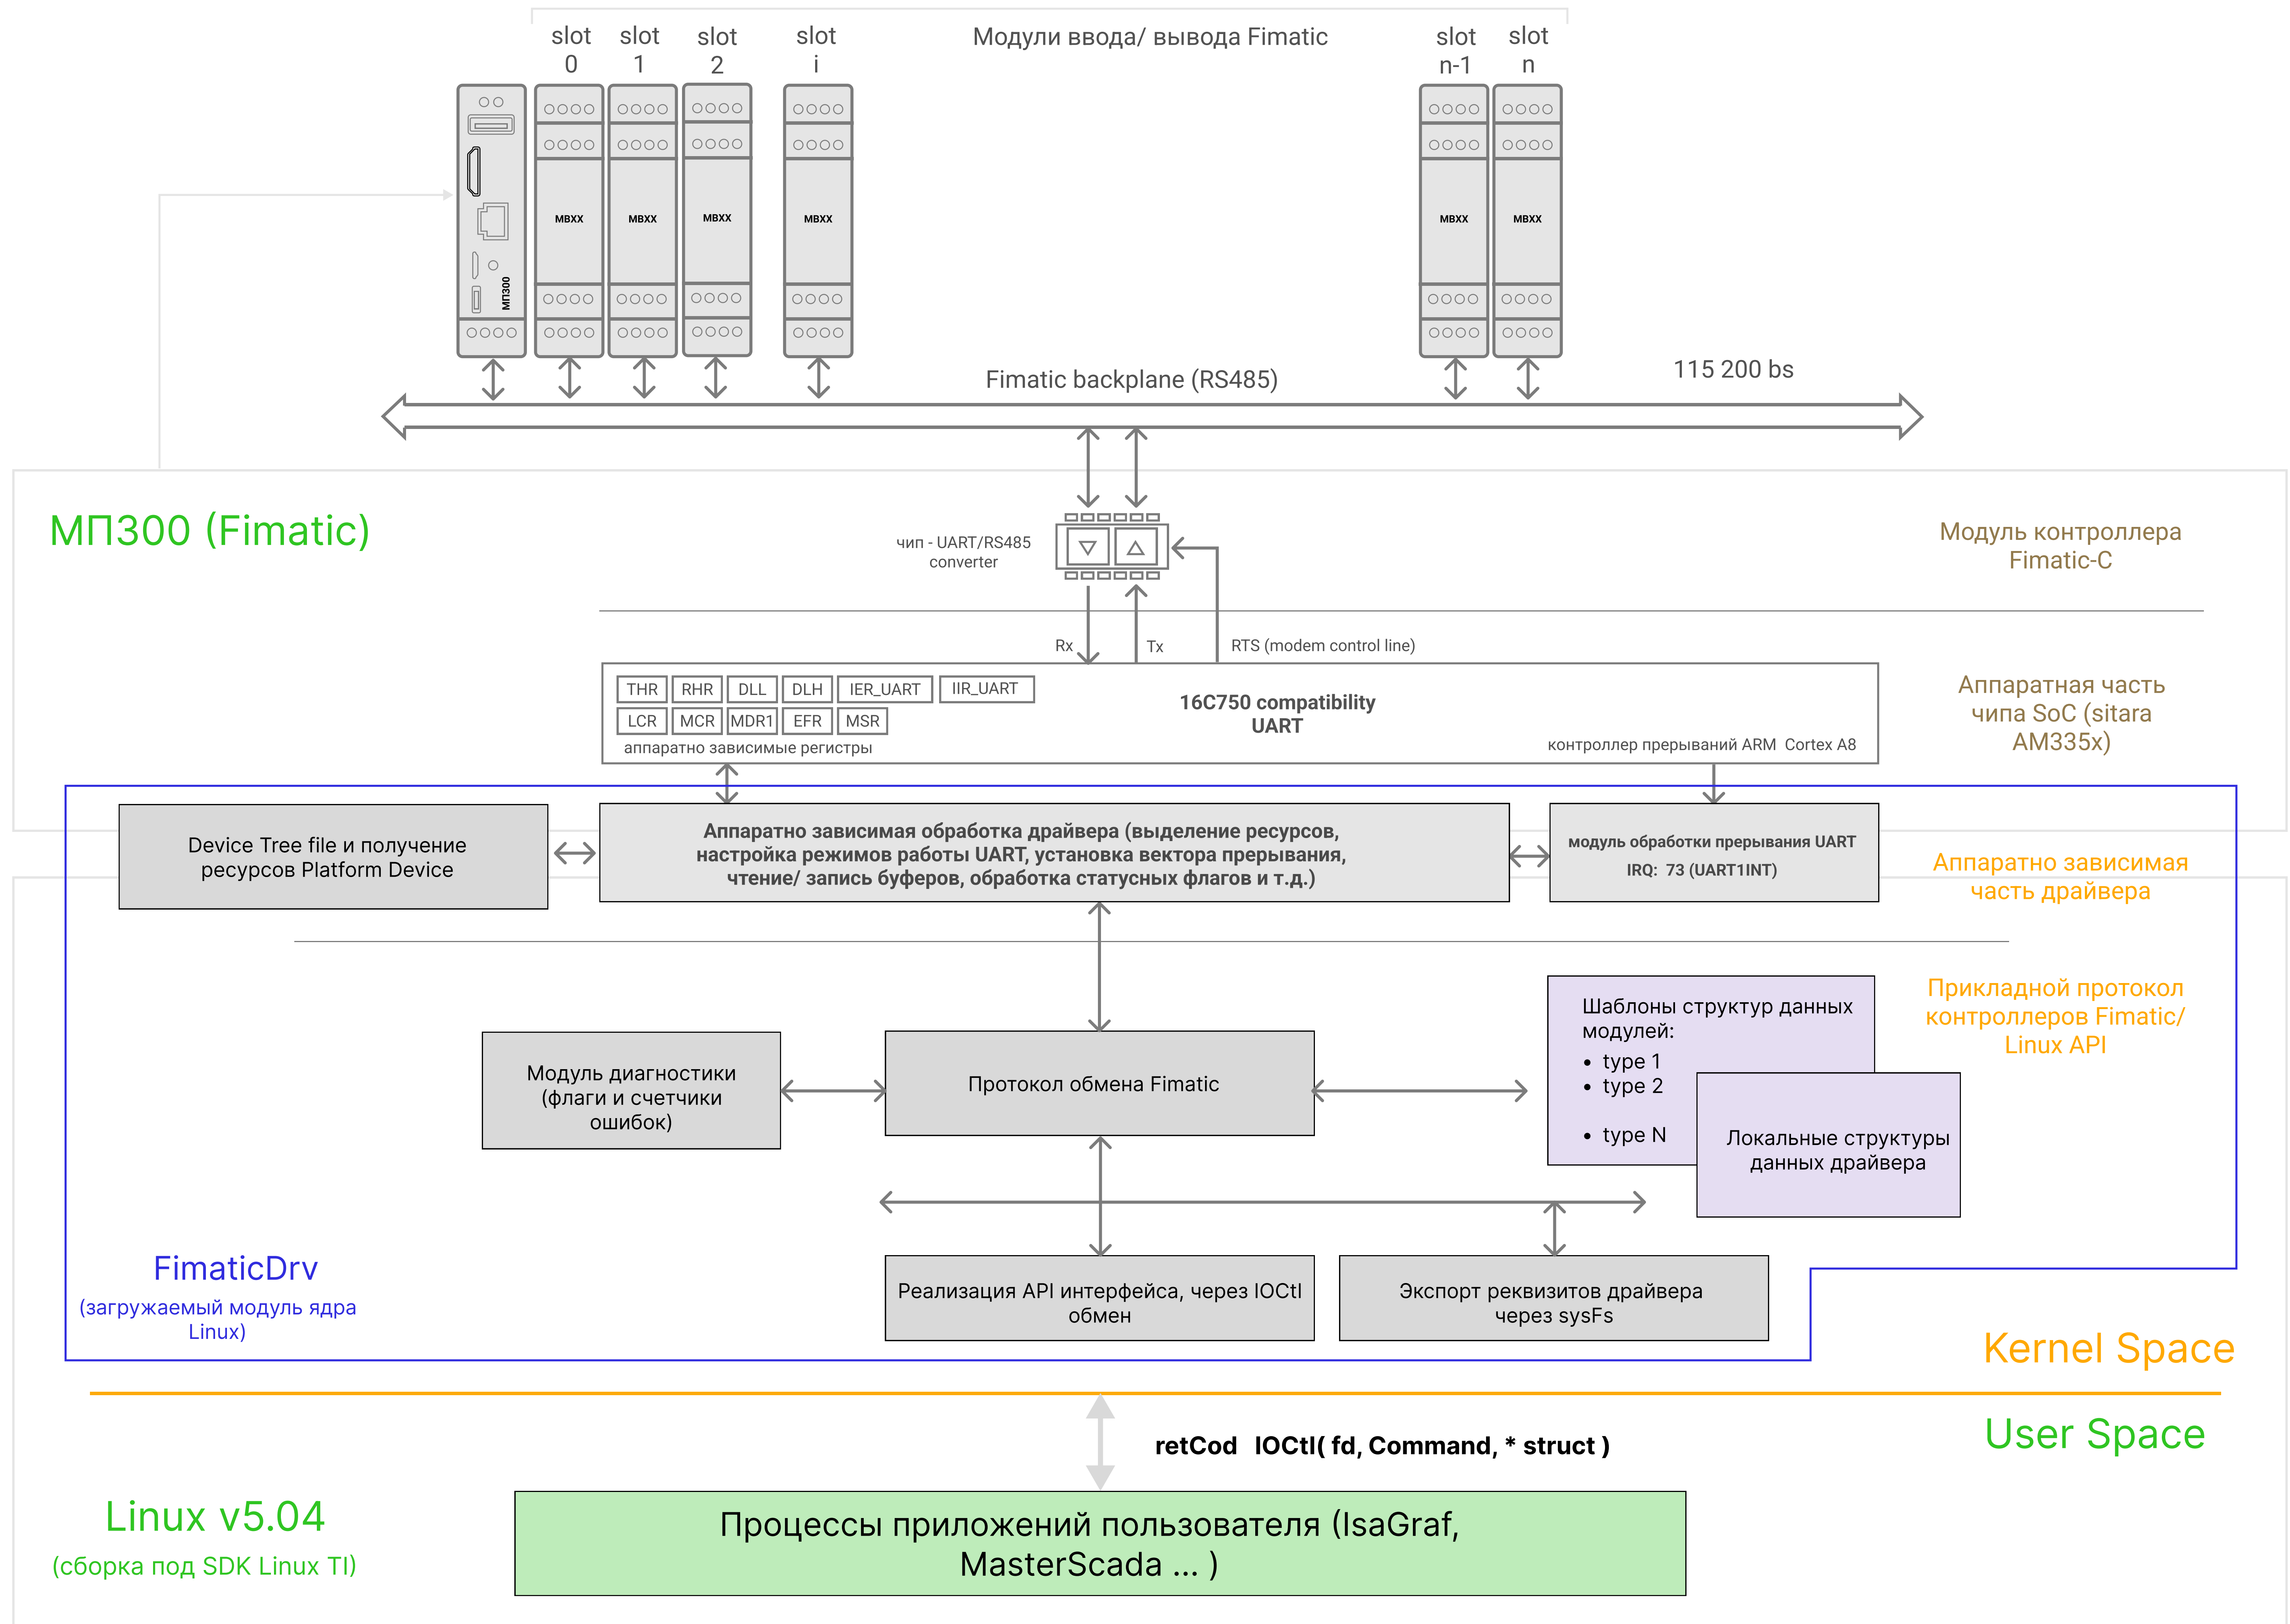 slot
0
slot
1
slot
2
slot
i
Модули ввода/ вывода Fimatic
slot
n-1
slot
n
МП300
MBXX
MBXX
MBXX
MBXX
MBXX
MBXX
Fimatic backplane (RS485)
115 200 bs
МП300 (Fimatic)
чип - UART/RS485
converter
Модуль контроллера
Fimatic-C
Rx
Tx
RTS (modem control line)
THR
RHR
DLL
DLH
IER_UART
IIR_UART
LCR
MCR
MDR1
EFR
MSR
аппаратно зависимые регистры
16C750 compatibility
UART
контроллер прерываний ARM Cortex A8
Аппаратная часть
чипа SoC (sitara
AM335x)
Device Tree file и получение
ресурсов Platform Device
Аппаратно зависимая обработка драйвера (выделение ресурсов,
настройка режимов работы UART, установка вектора прерывания,
чтение/ запись буферов, обработка статусных флагов и т.д.)
модуль обработки прерывания UART
IRQ: 73 (UART1INT)
Аппаратно зависимая
часть драйвера
Модуль диагностики
(флаги и счетчики
ошибок)
Протокол обмена Fimatic
Шаблоны структур данных
модулей:
• type 1
• type 2
• type N
Локальные структуры
данных драйвера
Прикладной протокол
контроллеров Fimatic/
Linux API
FimaticDrv
(загружаемый модуль ядра
Linux)
Реализация API интерфейса, через IOCtl
обмен
Экспорт реквизитов драйвера
через sysFs
Kernel Space
User Space
retCod IOCtl( fd, Command, * struct )
Linux v5.04
(сборка под SDK Linux TI)
Процессы приложений пользователя (IsaGraf,
MasterScada ... )